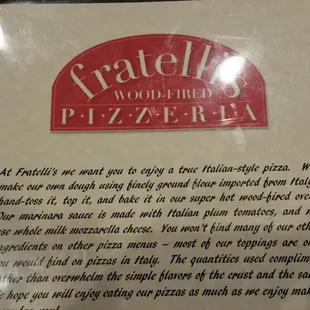 fratelli's
WOOD-FIRED
P·I·Z·Z·E·R·I·A
At Fratelli's we want you to enjoy a true Italian-style pizza. W
make our own dough using finely ground flour imported from Italy
hand-toss it, top it, and bake it in our super hot wood-fired over
Our marinara sauce is made with Italian plum tomatoes, and
use whole milk mozzarella cheese. You won't find many of our oth
ingredients on other pizza menus – most of our toppings are on
you would find on pizzas in Italy. The quantities used complim
ather than overwhelm the simple flavors of the crust and the sa
e hope you will enjoy eating our pizzas as much as we enjoy mak